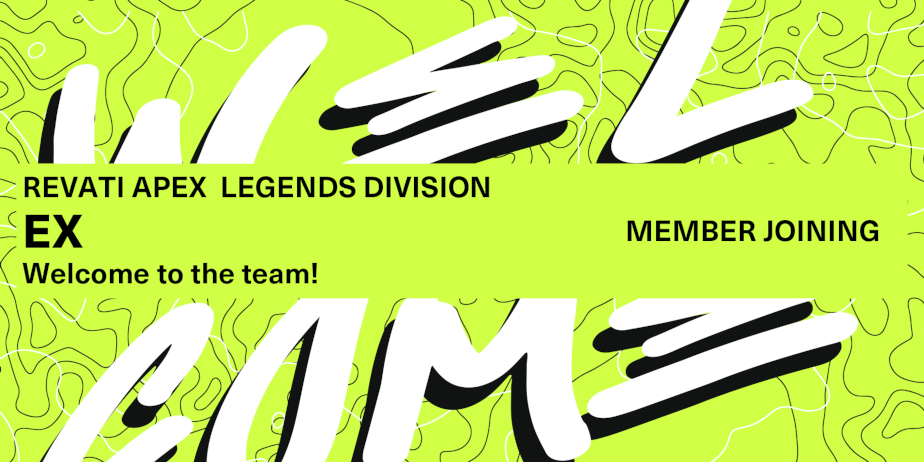 WEL
REVATI APEX LEGENDS DIVISION
EX
MEMBER JOINING
Welcome to the team!
COME